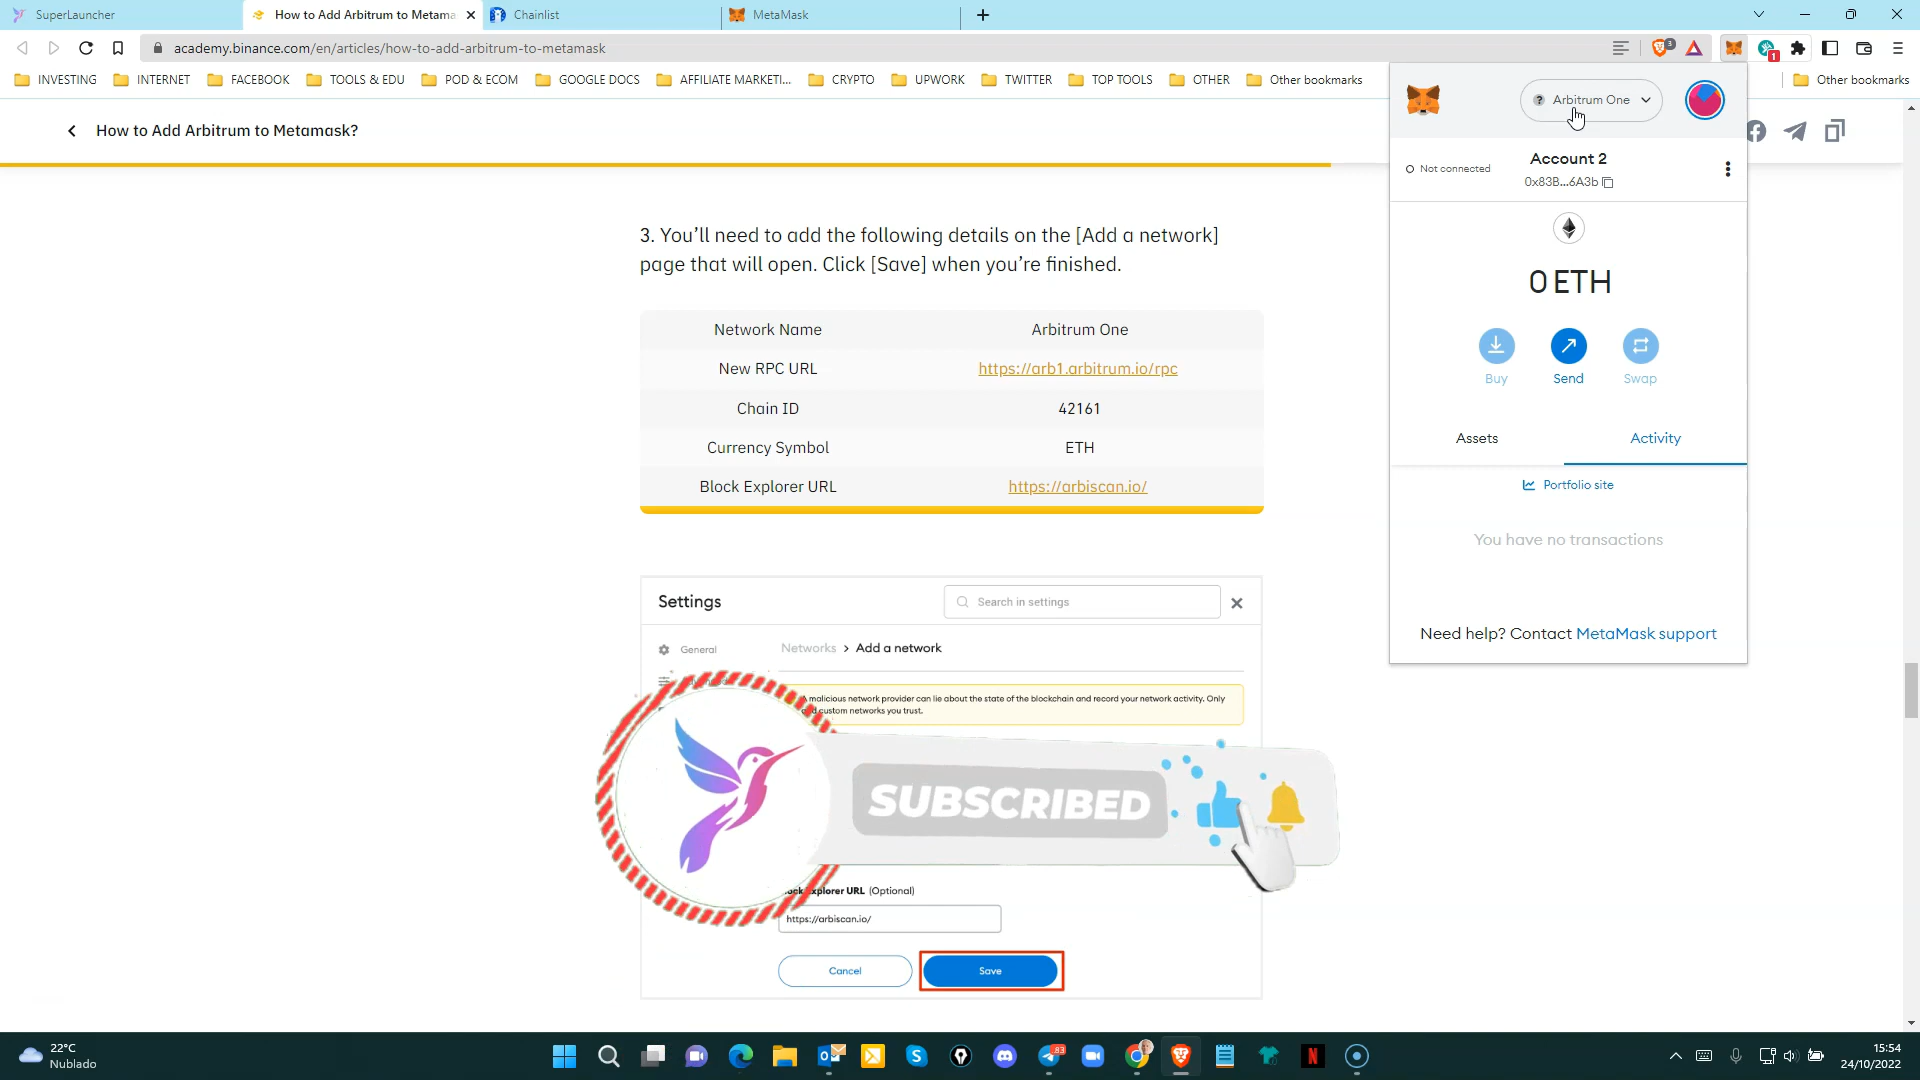 SuperLauncher
How to Add Arbitrum to Metama
Chainlist
MetaMask
academy.binance.com/en/articles/how-to-add-arbitrum-to-metamask
3
1
INVESTING
INTERNET
FACEBOOK
TOOLS & EDU
POD & ECOM
GOOGLE DOCS
AFFILIATE MARKETI...
CRYPTO
UPWORK
TWITTER
TOP TOOLS
OTHER
Other bookmarks
Other bookmarks
How to Add Arbitrum to Metamask?
Arbitrum One
Not connected
Account 2
0x83B...6A3b
0 ETH
Buy
Send
Swap
Assets
Activity
Portfolio site
You have no transactions
Need help? Contact MetaMask support
3. You’ll need to add the following details on the [Add a network]
page that will open. Click [Save] when you’re finished.
Network Name
Arbitrum One
New RPC URL
https://arb1.arbitrum.io/rpc
Chain ID
42161
Currency Symbol
ETH
Block Explorer URL
https://arbiscan.io/
Settings
Search in settings
General
Networks > Add a network
A malicious network provider can lie about the state of the blockchain and record your network activity. Only
custom networks you trust.
SUBSCRIBED
Explorer URL (Optional)
https://arbiscan.io/
Cancel
Save
22°C
Nublado
83
15:54
24/10/2022